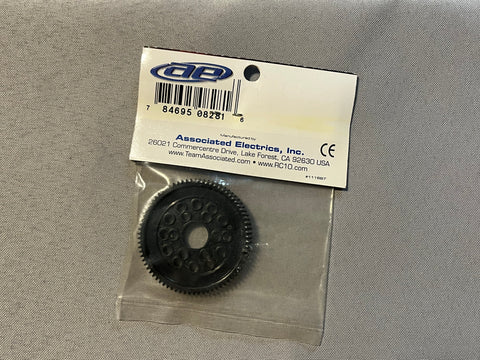 ae
7 84695 08281 6
Manufactured by
Associated Electrics, Inc.
26021 Commercentre Drive, Lake Forest, CA 92630 USA
www.TeamAssociated.com • www.RC10.com
CE
#111697